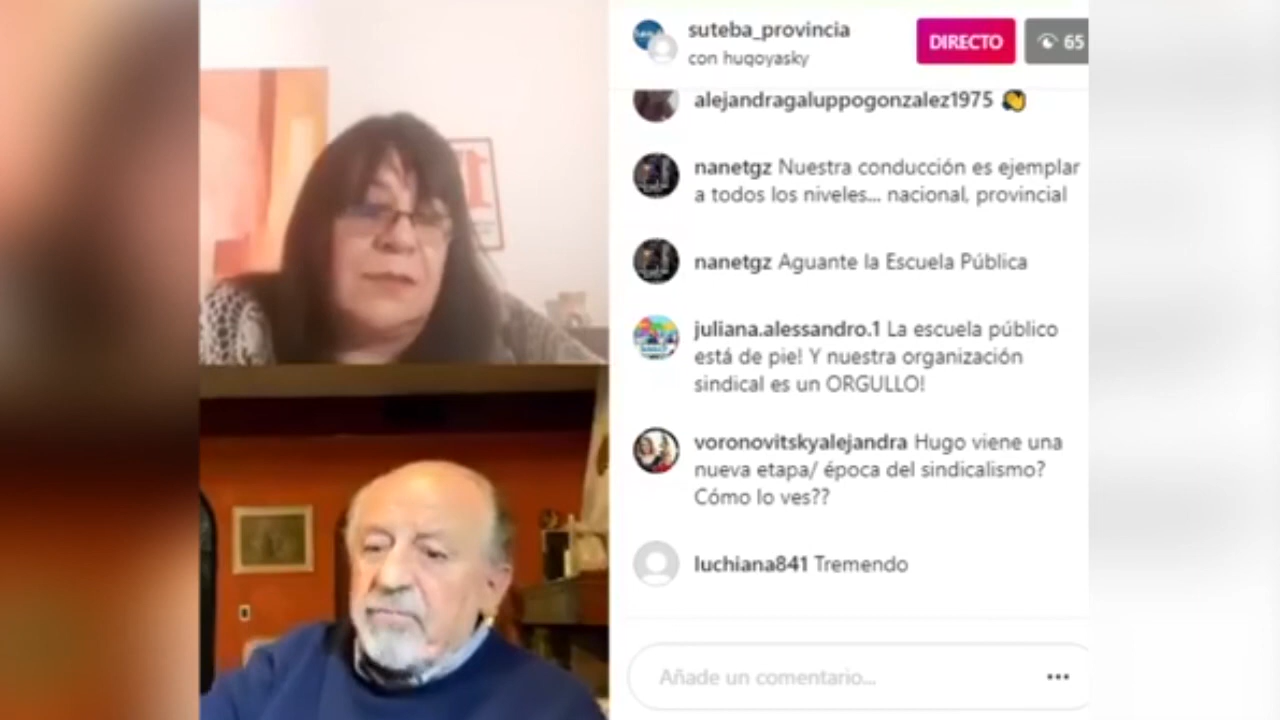 suteba_provincia
con hugoyasky
DIRECTO
65
alejandragaluppogonzalez1975 👏
nanetgz Nuestra conducción es ejemplar
a todos los niveles... nacional, provincial
nanetgz Aguante la Escuela Pública
juliana.alessandro.1 La escuela público
está de pie! Y nuestra organización
sindical es un ORGULLO!
voronovitskyalejandra Hugo viene una
nueva etapa/ época del sindicalismo?
Cómo lo ves??
luchiana841 Tremendo
Añade un comentario...